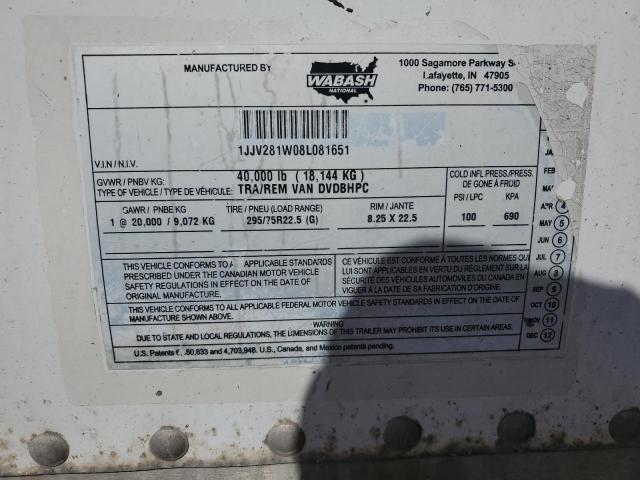 MANUFACTURED BY
WABASH
NATIONAL
1000 Sagamore Parkway S
Lafayette, IN 47905
Phone: (765) 771-5300
1JJV281W08L081651
V.I.N / N.I.V.
GVWR / PNBV KG: 40,000 lb (18,144 KG)
TYPE OF VEHICLE / TYPE DE VÉHICULE: TRA/REM VAN DVDBHPC
COLD INFL PRESS/PRESS.
DE GONE À FROID
GAWR / PNBE KG TIRE / PNEU (LOAD RANGE) RIM / JANTE PSI / LPC KPA
1 @ 20,000 / 9,072 KG 295/75R22.5 (G) 8.25 X 22.5 100 690
THIS VEHICLE CONFORMS TO A APPLICABLE STANDARDS
PRESCRIBED UNDER THE CANADIAN MOTOR VEHICLE
SAFETY REGULATIONS IN EFFECT ON THE DATE OF
ORIGINAL MANUFACTURE.
CE VÉHICULE EST CONFORME À TOUTES LES NORMES QUI
LUI SONT APPLICABLES EN VERTU DU RÉGLEMENT SUR LA
SÉCURITÉ DES VÉHICULES AUTOMOBILES DU CANADA EN
VIGUER À LA DATE DE SA FABRICATION D'ORIGINE.
THIS VEHICLE CONFORMS TO ALL APPLICABLE FEDERAL MOTOR VEHICLE SAFETY STANDARDS IN EFFECT ON THE DATE OF
MANUFACTURE SHOWN ABOVE.
WARNING
DUE TO STATE AND LOCAL REGULATIONS, THE DIMENSIONS OF THIS TRAILER MAY RESTRICT ITS USE IN CERTAIN AREAS.
U.S. Patents ,50,833 and 4,703,948. U.S., Canada, and Mexico patents pending.
JA
FEB
MA
APR 4
MAY 5
JUN 6
JUL 7
AUG 8
SEP 9
OCT 10
NOV 11
DEC 12